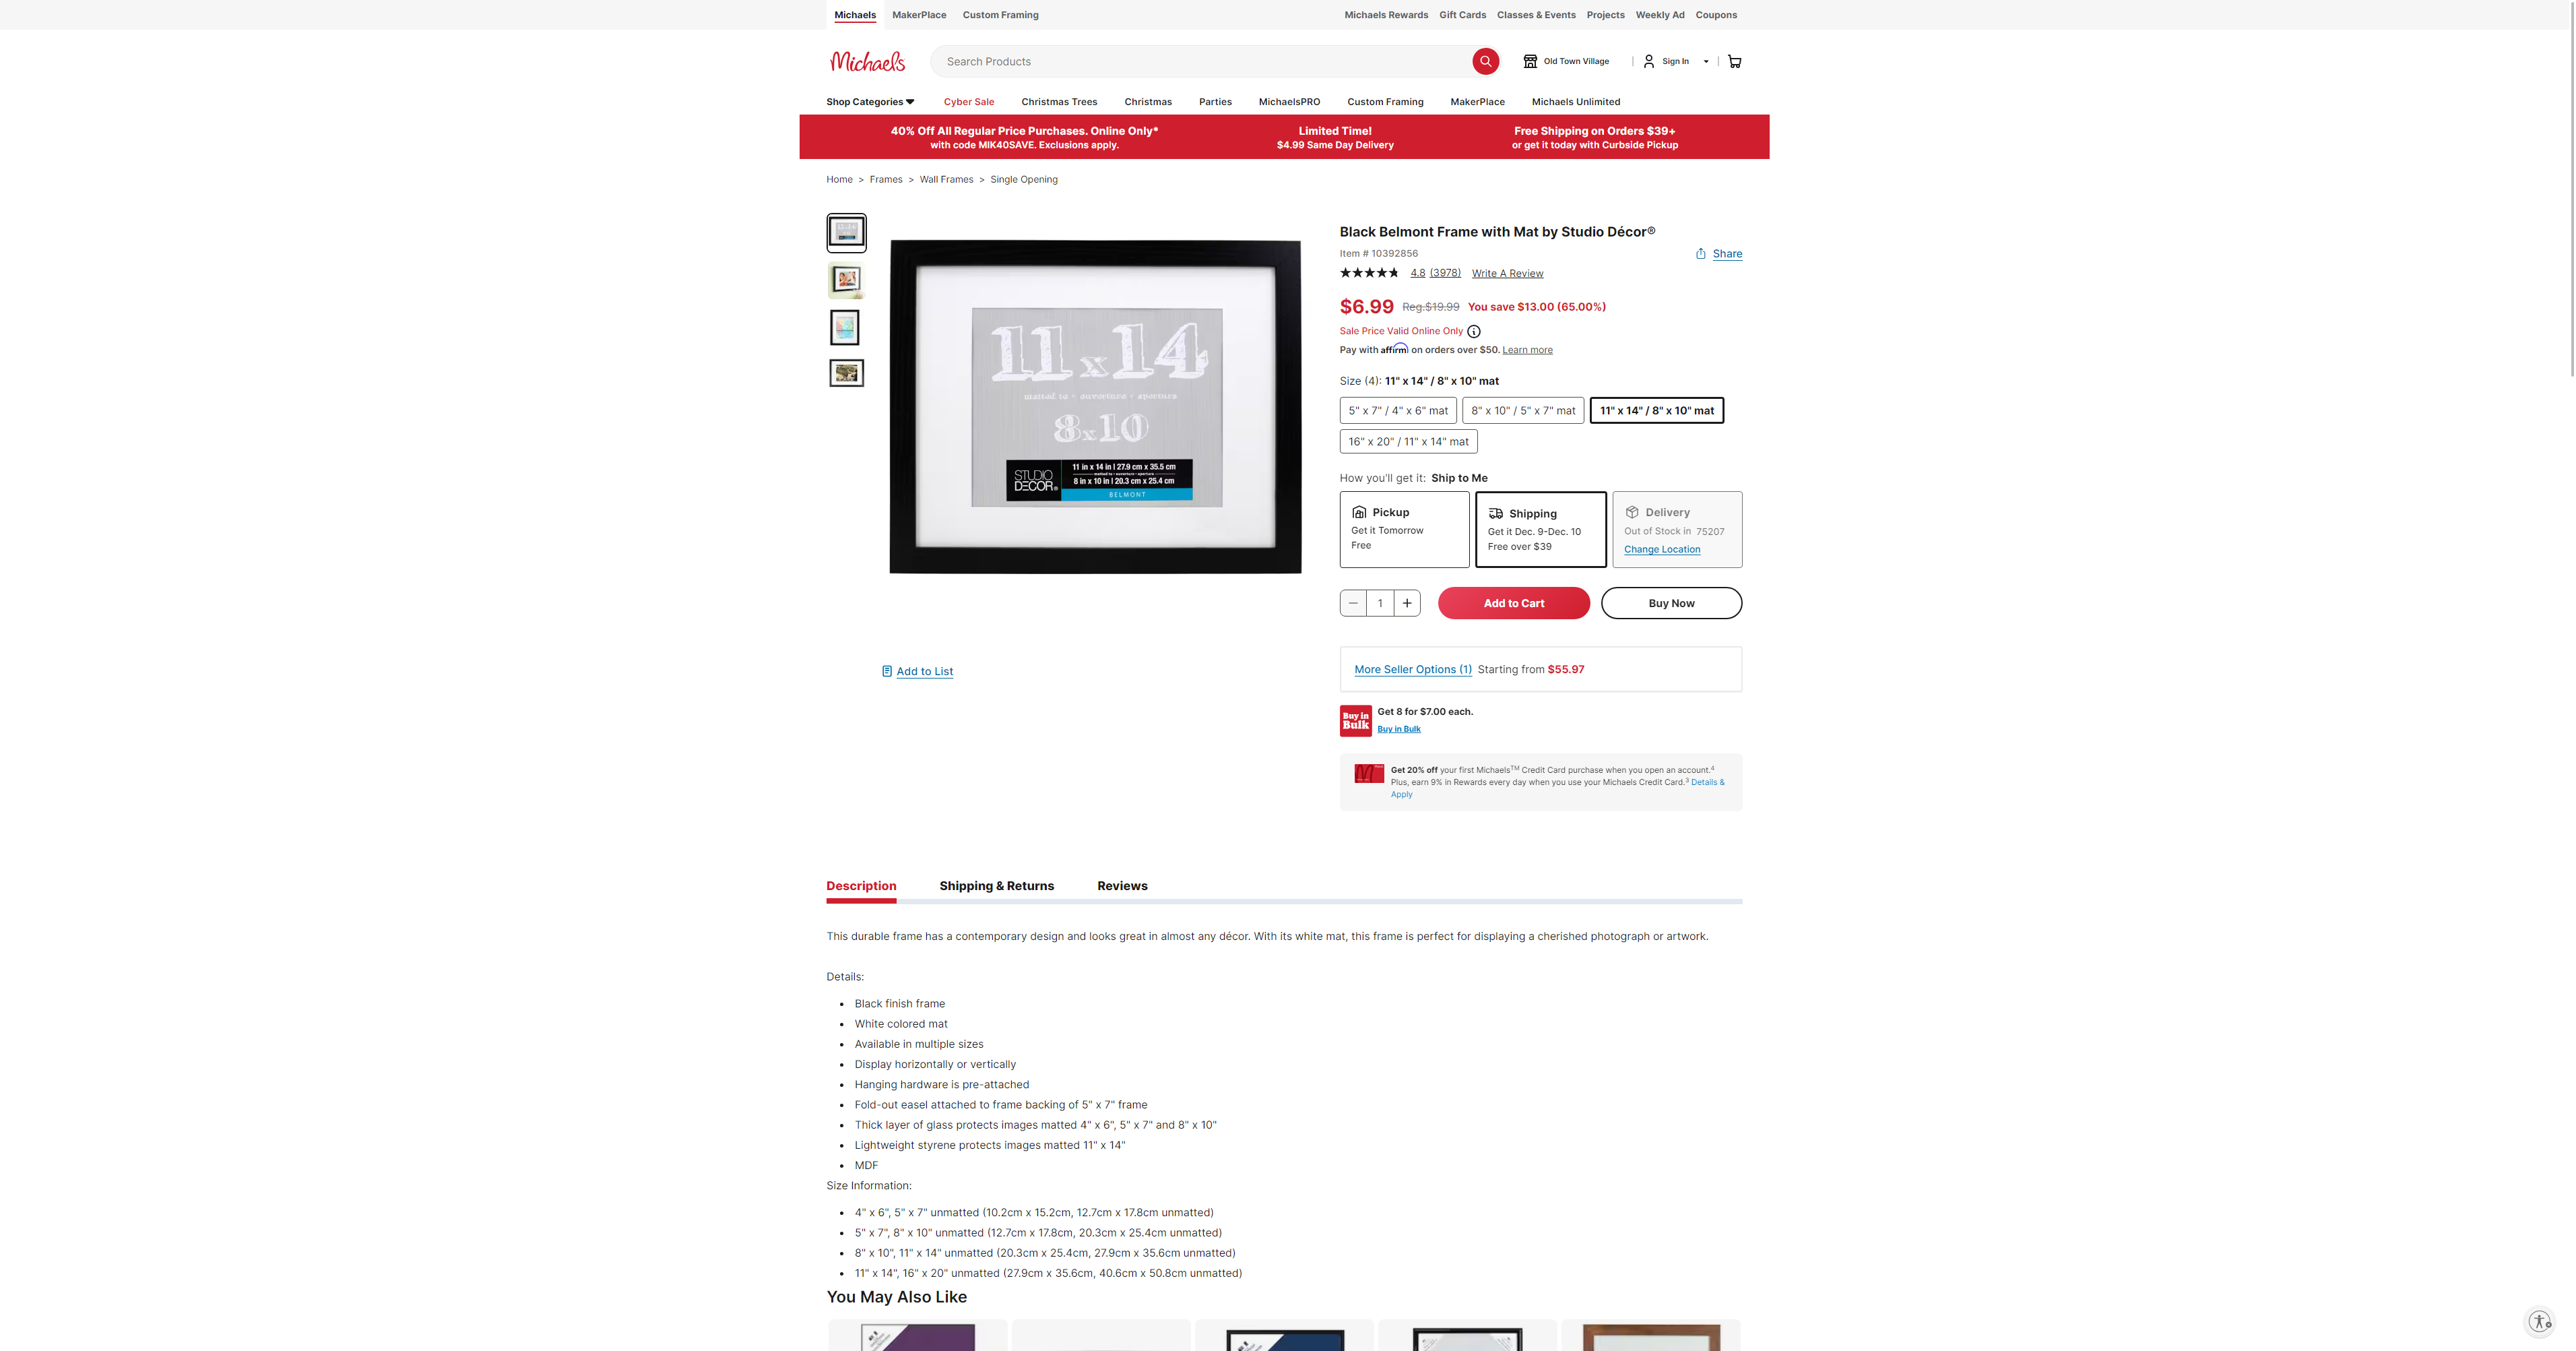 Michaels MakerPlace Custom Framing
Michaels Rewards Gift Cards Classes & Events Projects Weekly Ad Coupons
Michaels
Search Products
Old Town Village
Sign In
Shop Categories Cyber Sale Christmas Trees Christmas Parties MichaelsPRO Custom Framing MakerPlace Michaels Unlimited
40% Off All Regular Price Purchases. Online Only*
with code MIK40SAVE. Exclusions apply.
Limited Time!
$4.99 Same Day Delivery
Free Shipping on Orders $39+
or get it today with Curbside Pickup
Home > Frames > Wall Frames > Single Opening
11x14
matted to • ouverture • apertura
8x10
STUDIO
DECOR®
11 in x 14 in | 27.9 cm x 35.5 cm
8 in x 10 in | 20.3 cm x 25.4 cm
BELMONT
Add to List
Black Belmont Frame with Mat by Studio Décor®
Item # 10392856
Share
4.8 (3978) Write A Review
$6.99 Reg.$19.99 You save $13.00 (65.00%)
Sale Price Valid Online Only
Pay with affirm on orders over $50. Learn more
Size (4): 11" x 14" / 8" x 10" mat
5" x 7" / 4" x 6" mat
8" x 10" / 5" x 7" mat
11" x 14" / 8" x 10" mat
16" x 20" / 11" x 14" mat
How you'll get it: Ship to Me
Pickup
Get it Tomorrow
Free
Shipping
Get it Dec. 9-Dec. 10
Free over $39
Delivery
Out of Stock in 75207
Change Location
1
Add to Cart
Buy Now
More Seller Options (1) Starting from $55.97
Buy in
Bulk
Get 8 for $7.00 each.
Buy in Bulk
Get 20% off your first Michaels™ Credit Card purchase when you open an account.⁴
Plus, earn 9% in Rewards every day when you use your Michaels Credit Card.³ Details &
Apply
Description Shipping & Returns Reviews
This durable frame has a contemporary design and looks great in almost any décor. With its white mat, this frame is perfect for displaying a cherished photograph or artwork.
Details:
• Black finish frame
• White colored mat
• Available in multiple sizes
• Display horizontally or vertically
• Hanging hardware is pre-attached
• Fold-out easel attached to frame backing of 5" x 7" frame
• Thick layer of glass protects images matted 4" x 6", 5" x 7" and 8" x 10"
• Lightweight styrene protects images matted 11" x 14"
• MDF
Size Information:
• 4" x 6", 5" x 7" unmatted (10.2cm x 15.2cm, 12.7cm x 17.8cm unmatted)
• 5" x 7", 8" x 10" unmatted (12.7cm x 17.8cm, 20.3cm x 25.4cm unmatted)
• 8" x 10", 11" x 14" unmatted (20.3cm x 25.4cm, 27.9cm x 35.6cm unmatted)
• 11" x 14", 16" x 20" unmatted (27.9cm x 35.6cm, 40.6cm x 50.8cm unmatted)
You May Also Like